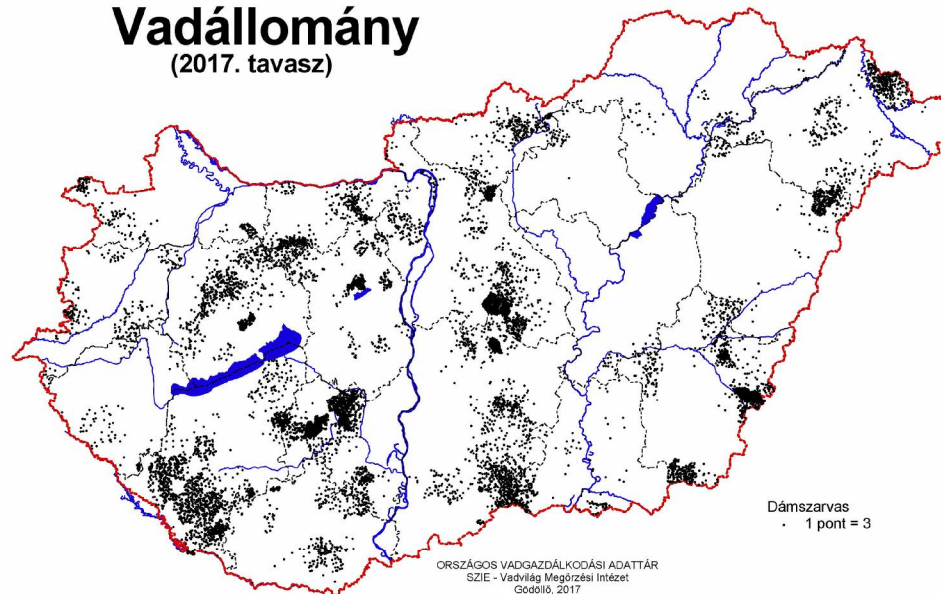 Vadállomány
(2017. tavasz)
Dámszarvas
1 pont = 3
ORSZÁGOS VADGAZDÁLKODÁSI ADATTÁR
SZIE - Vadvilág Megőrzési Intézet
Gödöllő, 2017